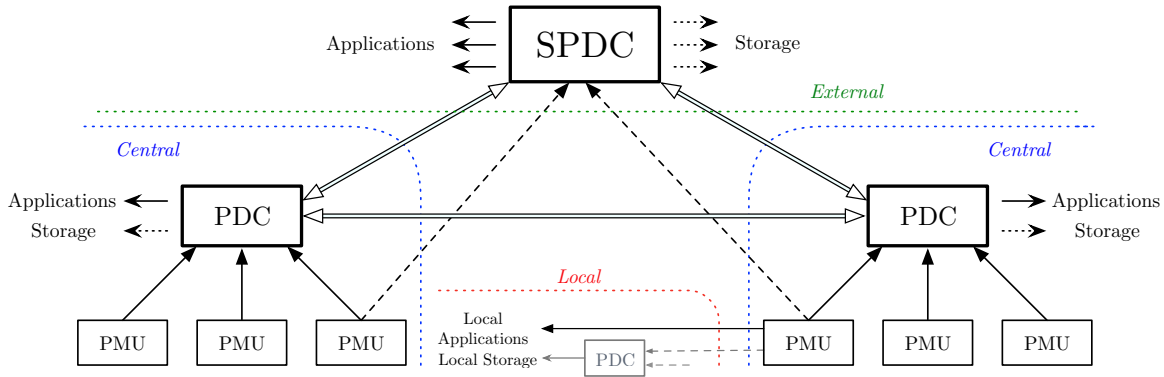 SPDC
Applications
Storage
External
Central
Central
Applications
Storage
PDC
PDC
Applications
Storage
Local
PMU
PMU
PMU
Local
Applications
Local Storage
PDC
PMU
PMU
PMU